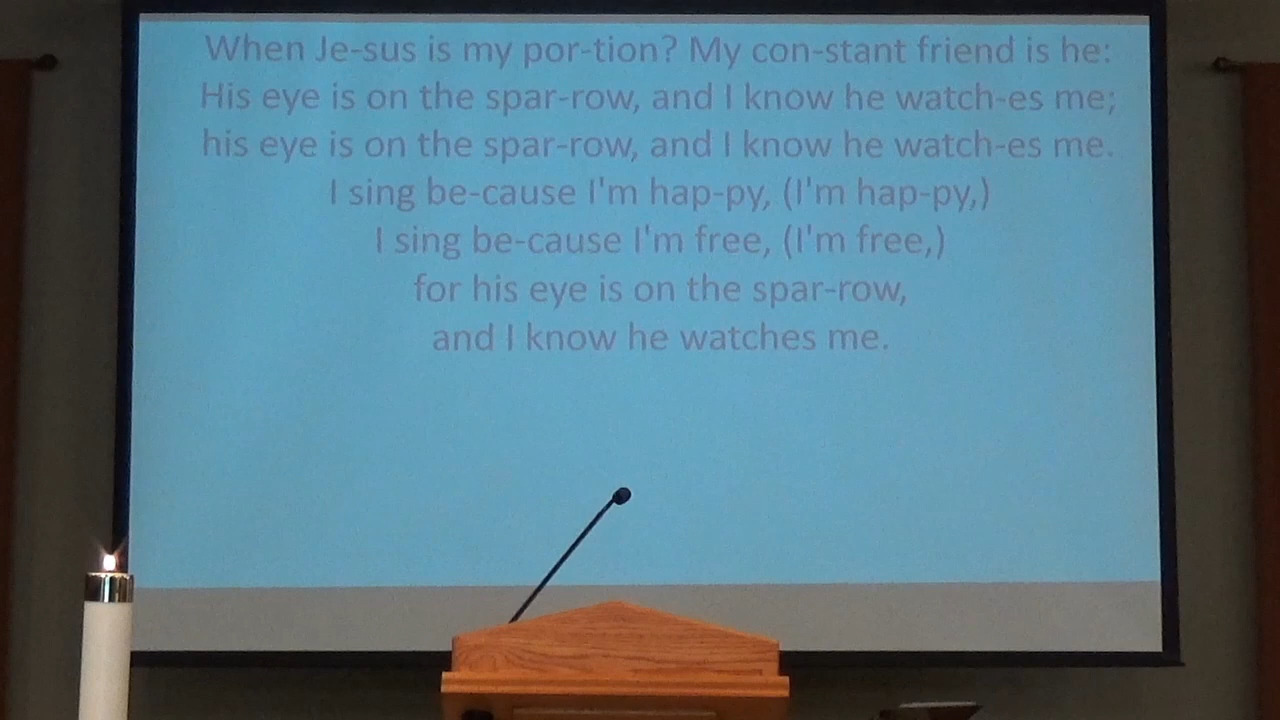 When Je-sus is my por-tion? My con-stant friend is he:
His eye is on the spar-row, and I know he watch-es me;
his eye is on the spar-row, and I know he watch-es me.
I sing be-cause I'm hap-py, (I'm hap-py,)
I sing be-cause I'm free, (I'm free,)
for his eye is on the spar-row,
and I know he watches me.